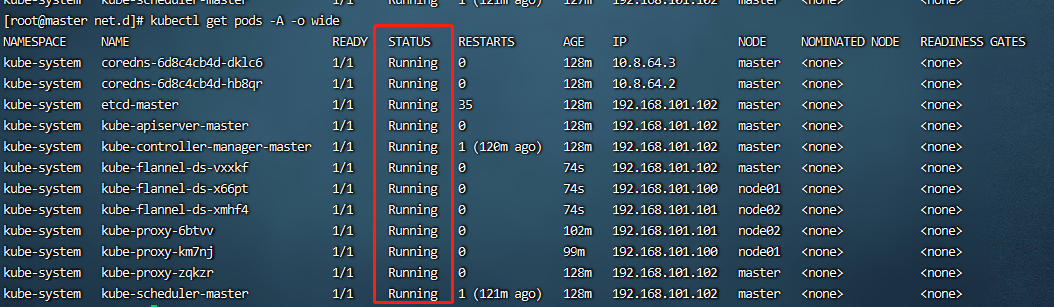 kube-system kube-scheduler-master 1/1 Running 1 (121m ago) 127m 192.168.101.102 master <none> <none>
[root@master net.d]# kubectl get pods -A -o wide
NAMESPACE NAME READY STATUS RESTARTS AGE IP NODE NOMINATED NODE READINESS GATES
kube-system coredns-6d8c4cb4d-dklc6 1/1 Running 0 128m 10.8.64.3 master <none> <none>
kube-system coredns-6d8c4cb4d-hb8qr 1/1 Running 0 128m 10.8.64.2 master <none> <none>
kube-system etcd-master 1/1 Running 35 128m 192.168.101.102 master <none> <none>
kube-system kube-apiserver-master 1/1 Running 0 128m 192.168.101.102 master <none> <none>
kube-system kube-controller-manager-master 1/1 Running 1 (120m ago) 128m 192.168.101.102 master <none> <none>
kube-system kube-flannel-ds-vxxkf 1/1 Running 0 74s 192.168.101.102 master <none> <none>
kube-system kube-flannel-ds-x66pt 1/1 Running 0 74s 192.168.101.100 node01 <none> <none>
kube-system kube-flannel-ds-xmhf4 1/1 Running 0 74s 192.168.101.101 node02 <none> <none>
kube-system kube-proxy-6btvv 1/1 Running 0 102m 192.168.101.101 node02 <none> <none>
kube-system kube-proxy-km7nj 1/1 Running 0 99m 192.168.101.100 node01 <none> <none>
kube-system kube-proxy-zqkzr 1/1 Running 0 128m 192.168.101.102 master <none> <none>
kube-system kube-scheduler-master 1/1 Running 1 (121m ago) 128m 192.168.101.102 master <none> <none>